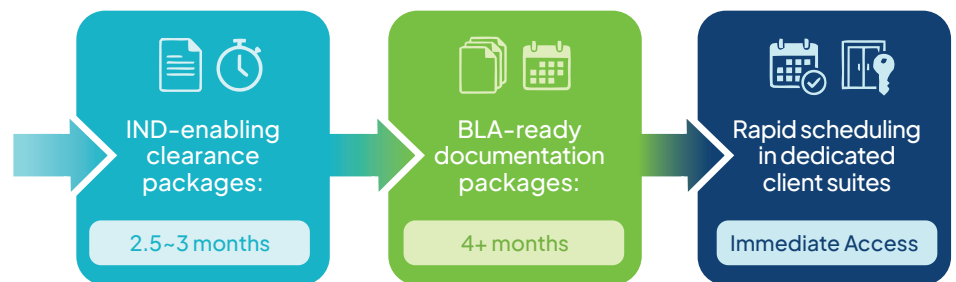 IND-enabling
clearance
packages:
2.5~3 months
BLA-ready
documentation
packages:
4+ months
Rapid scheduling
in dedicated
client suites
Immediate Access